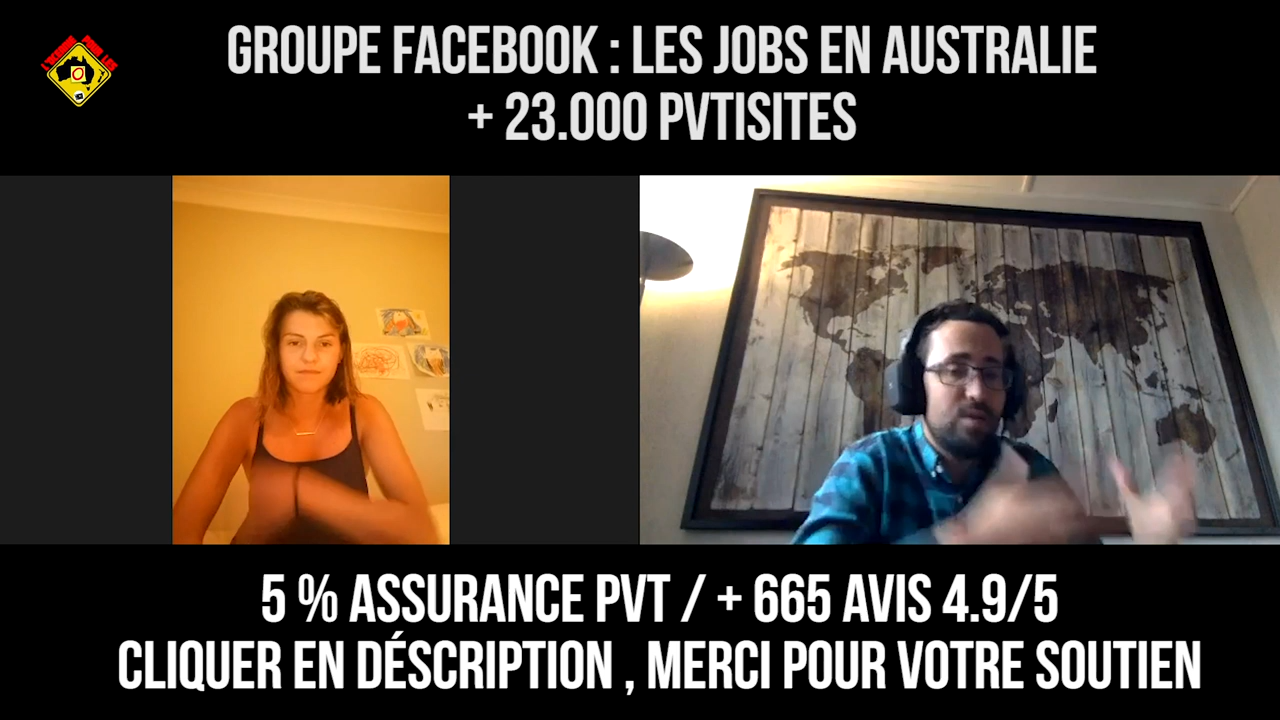 GROUPE FACEBOOK : LES JOBS EN AUSTRALIE
+ 23.000 PVTISITES
5 % ASSURANCE PVT / + 665 AVIS 4.9/5
CLIQUER EN DÉSCRIPTION , MERCI POUR VOTRE SOUTIEN